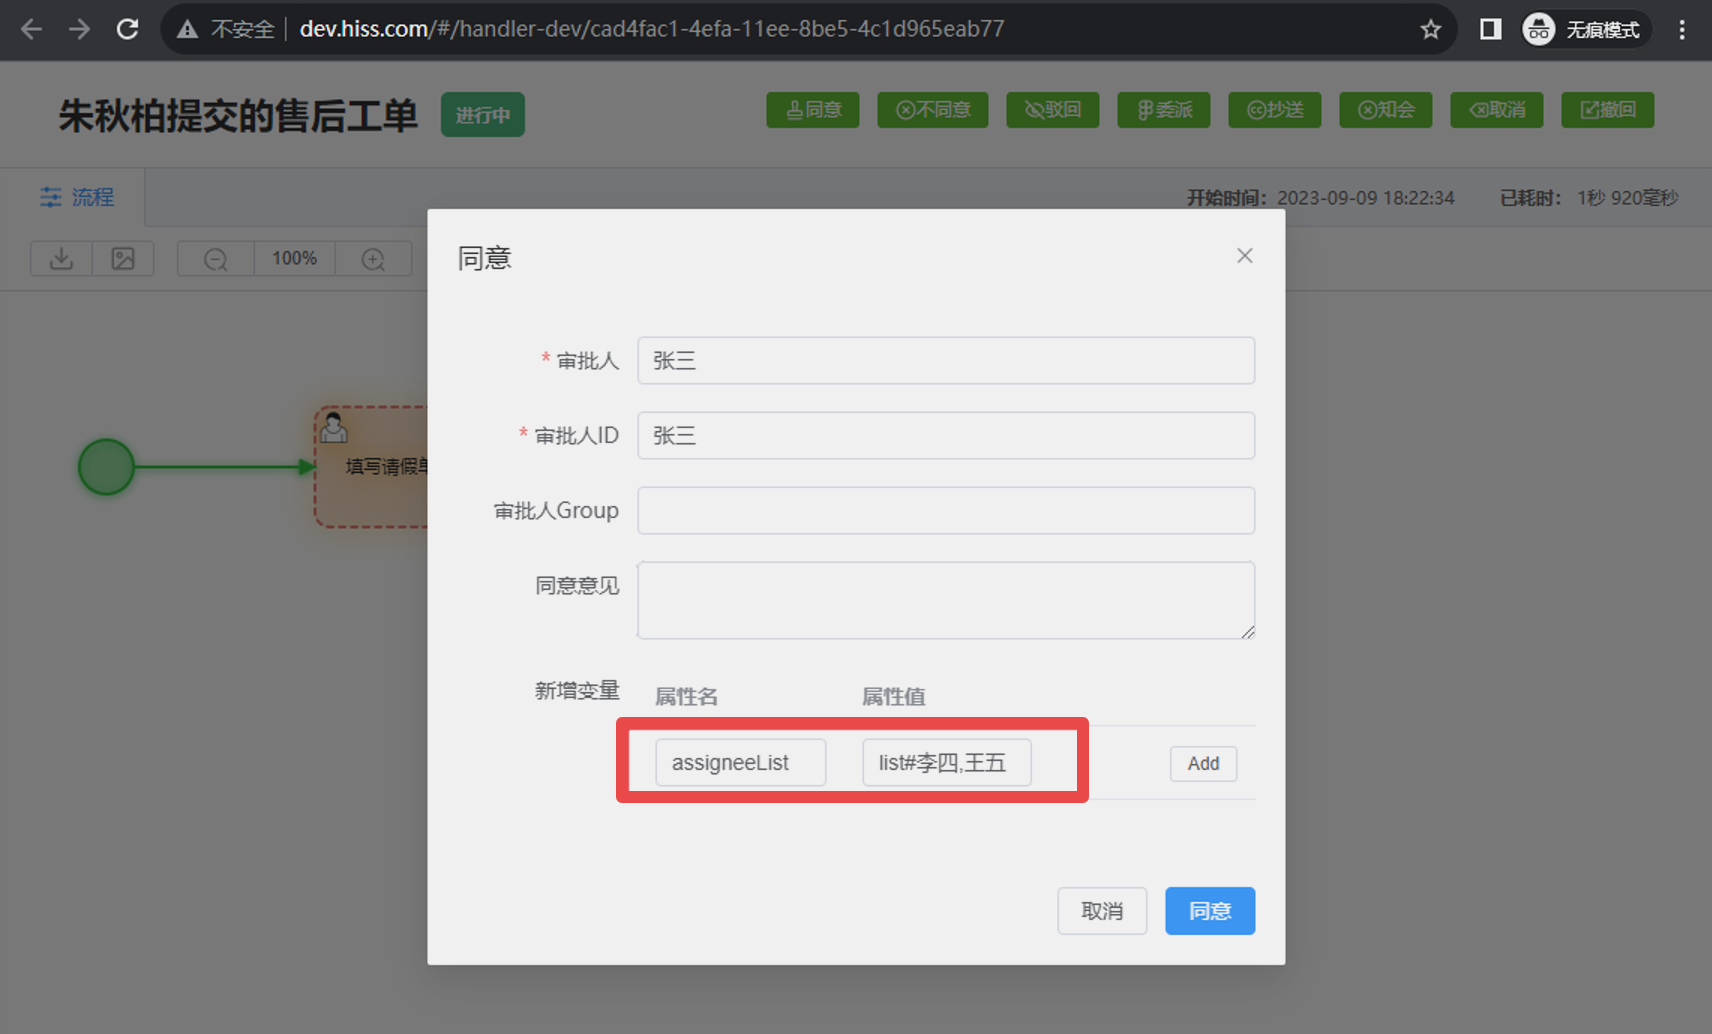 不安全 dev.hiss.com/#/handler-dev/cad4fac1-4efa-11ee-8be5-4c1d965eab77 无痕模式
朱秋柏提交的售后工单 进行中 同意 不同意 驳回 委派 抄送 知会 取消 撤回
流程 开始时间： 2023-09-09 18:22:34 已耗时： 1秒 920毫秒
100%
同意
* 审批人 张三
* 审批人ID 张三
填写请假单
审批人Group
同意意见
新增变量 属性名 属性值
assigneeList list#李四,王五 Add
取消 同意